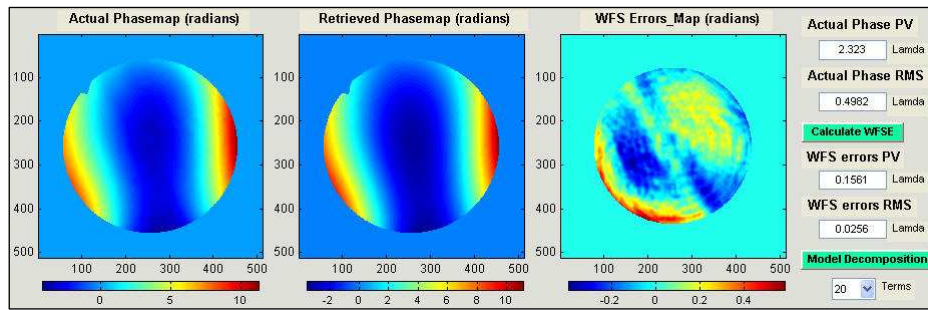 Actual Phasemap (radians)
100
200
300
400
500
100 200 300 400 500
0 5 10
Retrieved Phasemap (radians)
100
200
300
400
500
100 200 300 400 500
-2 0 2 4 6 8 10
WFS Errors_Map (radians)
100
200
300
400
500
100 200 300 400 500
-0.2 0 0.2 0.4
Actual Phase PV
2.323 Lamda
Actual Phase RMS
0.4982 Lamda
Calculate WFSE
WFS errors PV
0.1561 Lamda
WFS errors RMS
0.0256 Lamda
Model Decomposition
20 Terms